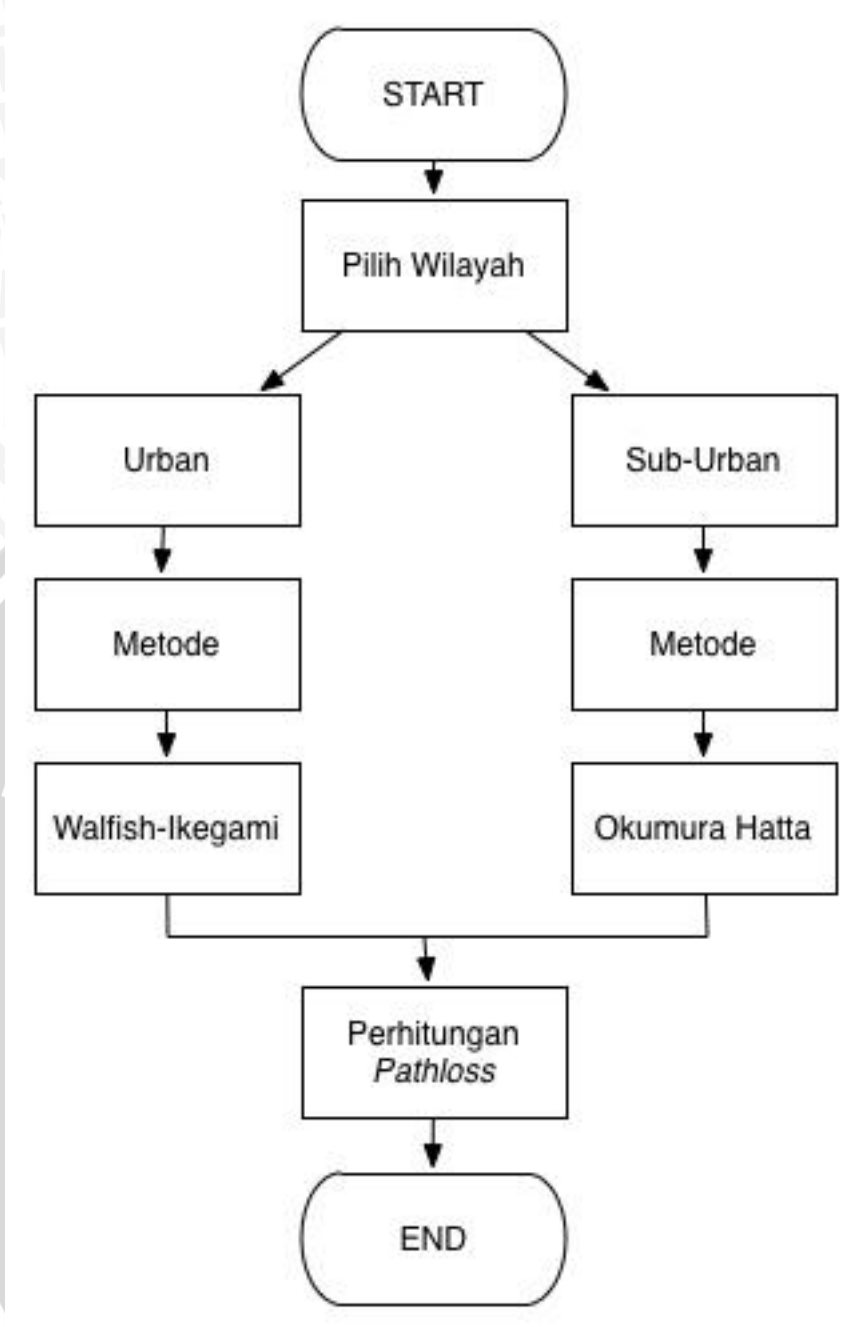 START
Pilih Wilayah
Urban
Sub-Urban
Metode
Metode
Walfish-Ikegami
Okumura Hatta
Perhitungan
Pathloss
END